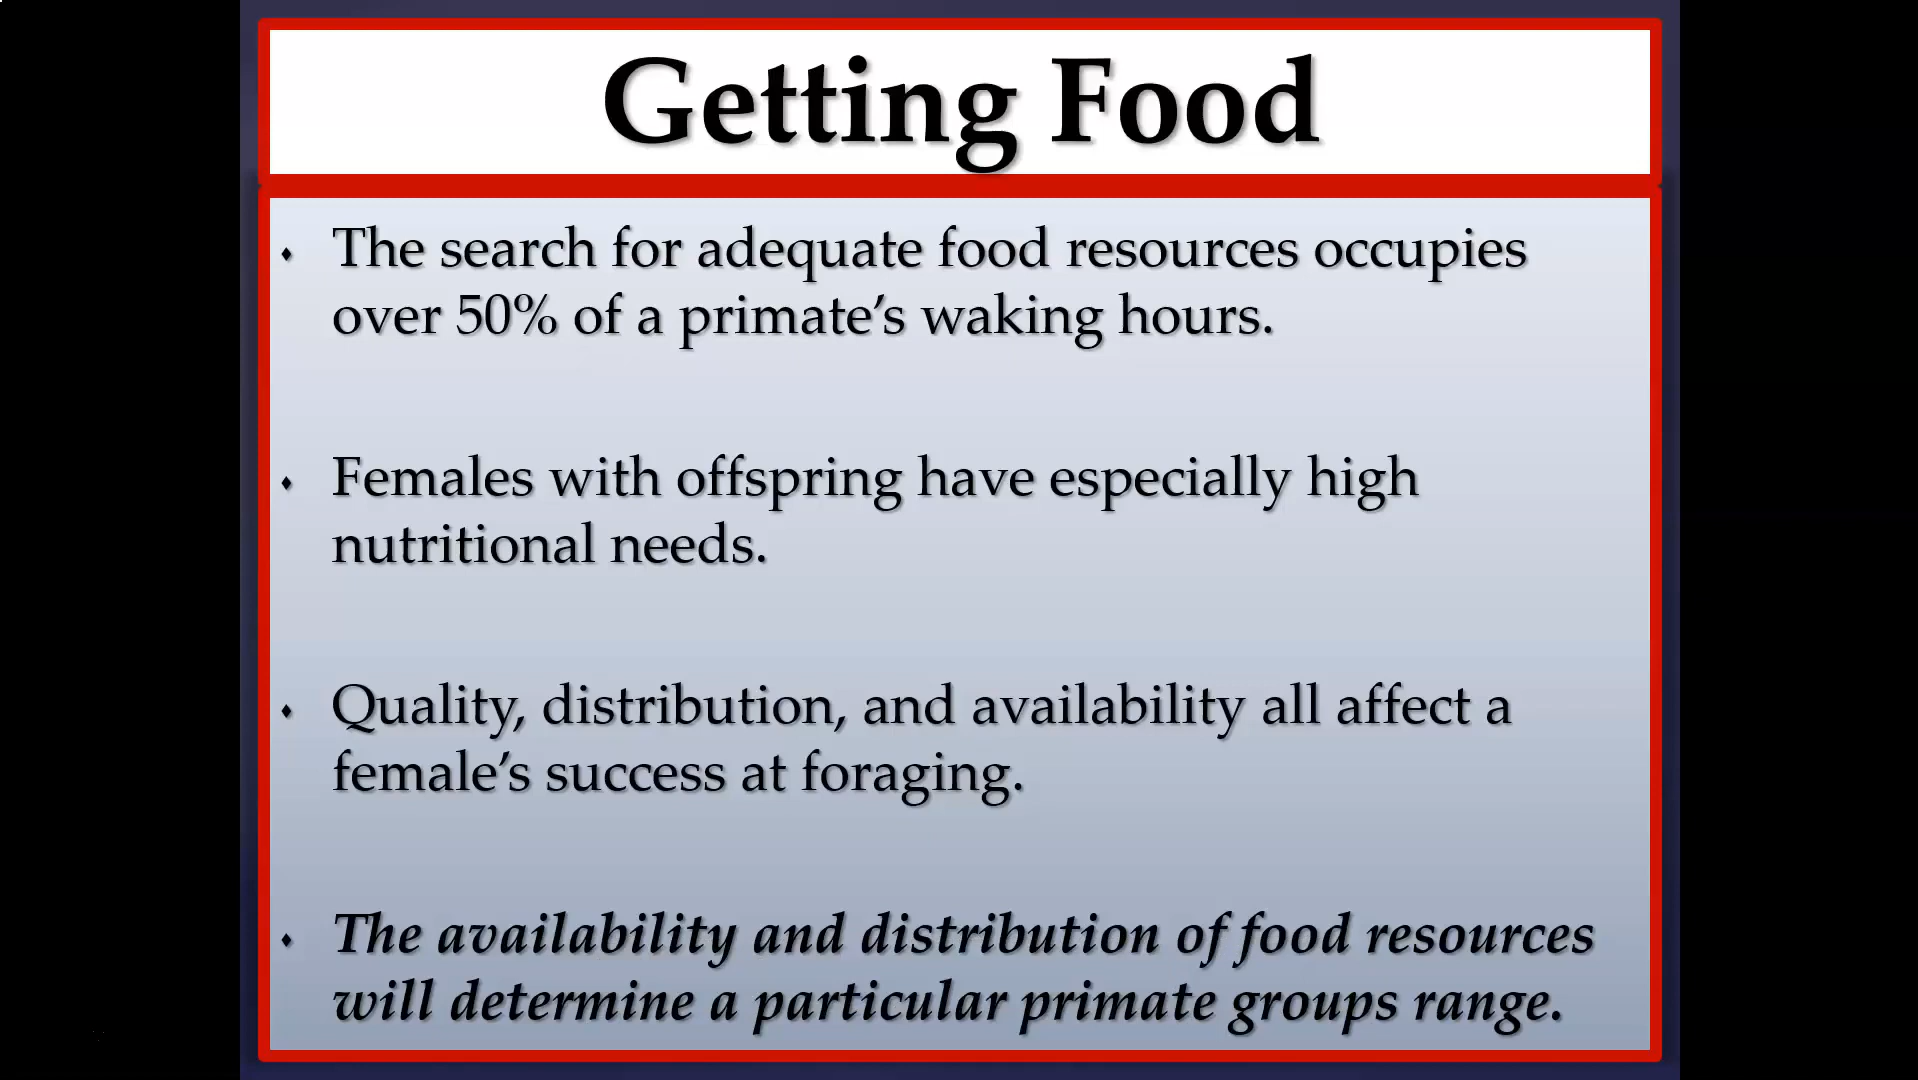 Getting Food
⬧ The search for adequate food resources occupies
over 50% of a primate’s waking hours.
⬧ Females with offspring have especially high
nutritional needs.
⬧ Quality, distribution, and availability all affect a
female’s success at foraging.
⬧ The availability and distribution of food resources
will determine a particular primate groups range.